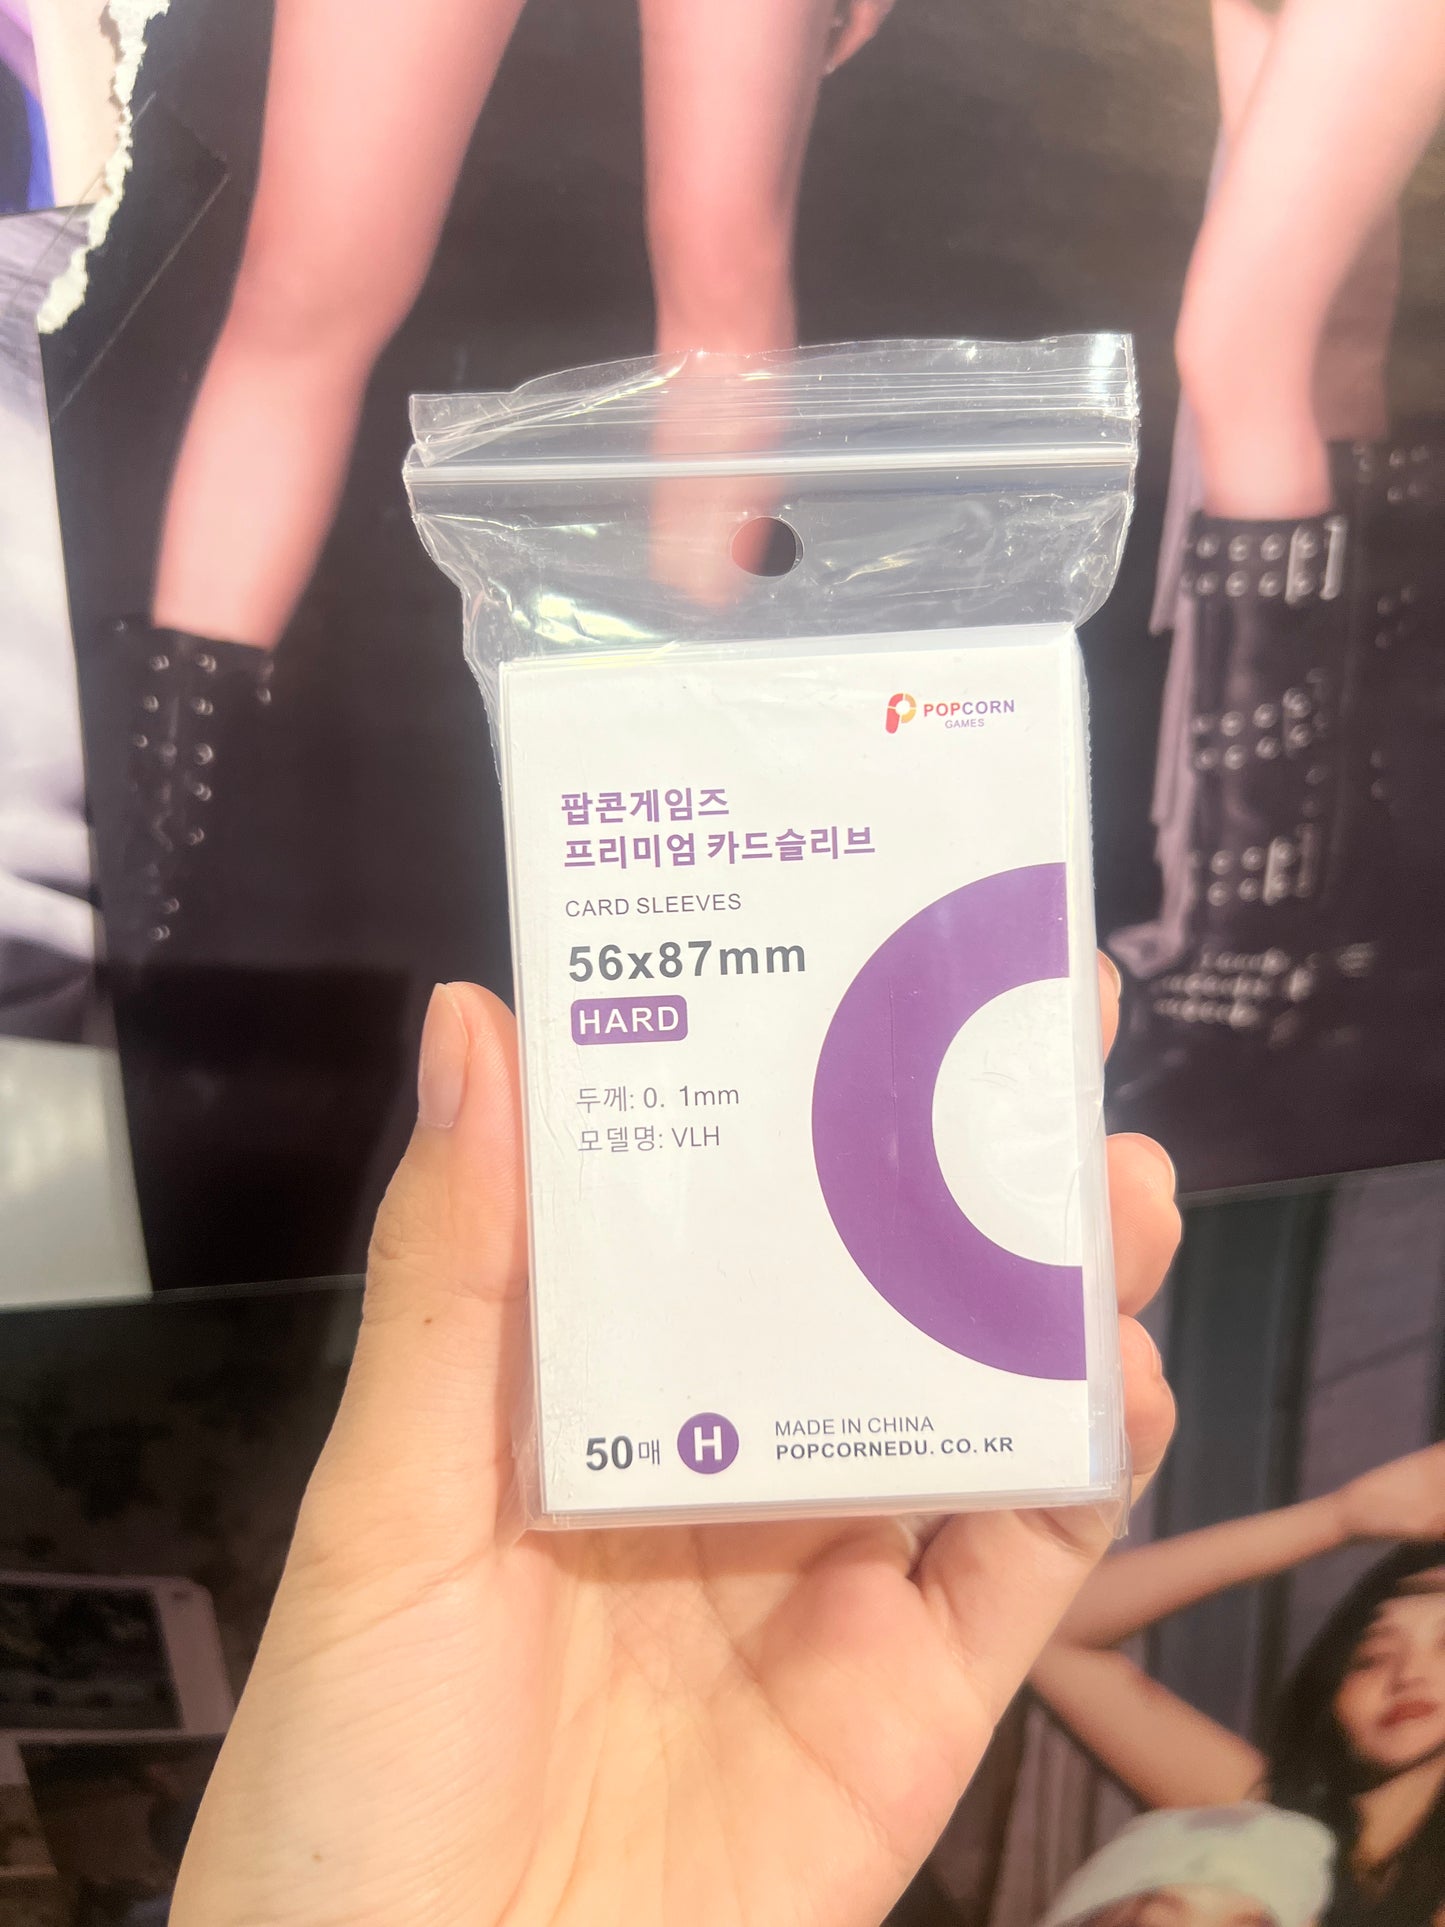 POPCORN
GAMES
팝콘게임즈
프리미엄 카드슬리브
CARD SLEEVES
56x87mm
HARD
두께: 0. 1mm
모델명: VLH
50매 H
MADE IN CHINA
POPCORNEDU. CO. KR